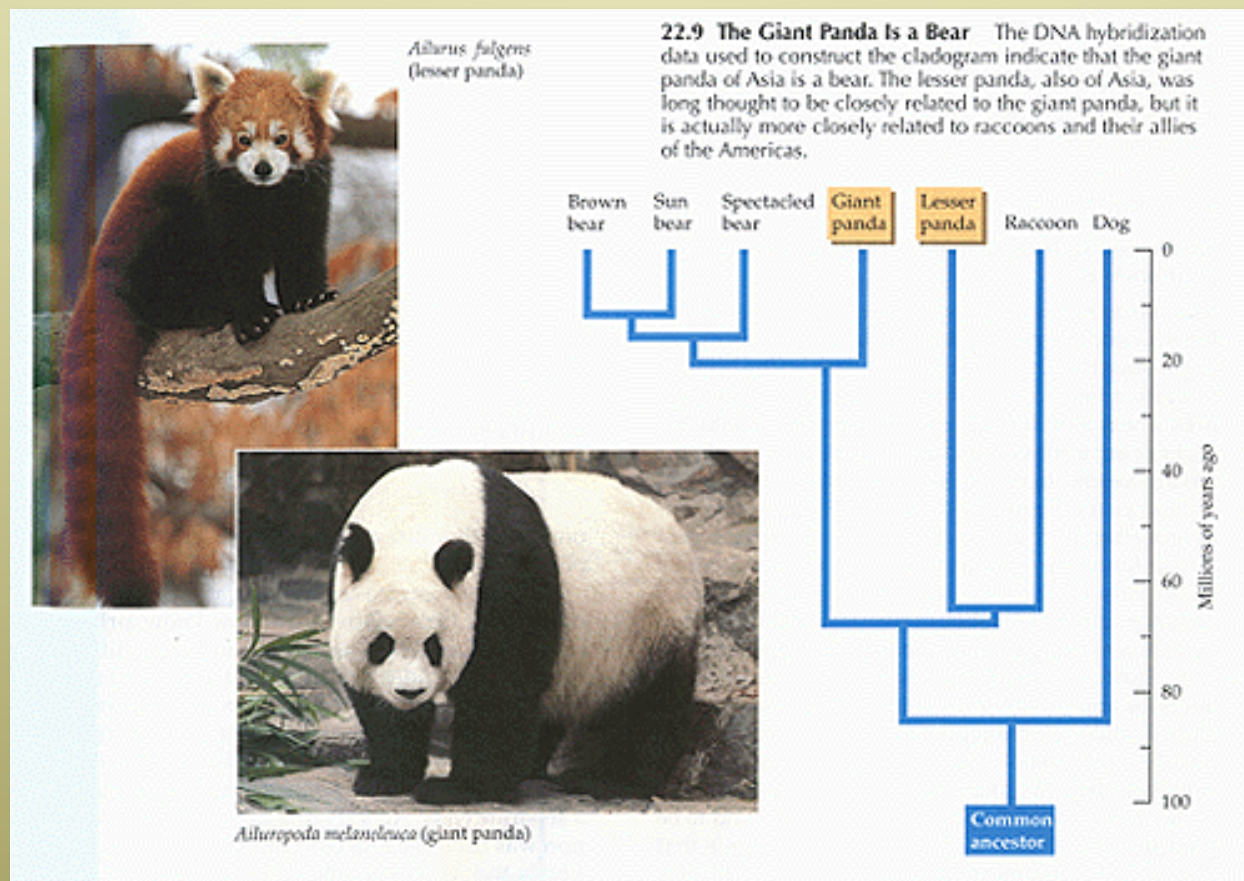 Ailurus fulgens
(lesser panda)
22.9 The Giant Panda Is a Bear The DNA hybridization
data used to construct the cladogram indicate that the giant
panda of Asia is a bear. The lesser panda, also of Asia, was
long thought to be closely related to the giant panda, but it
is actually more closely related to raccoons and their allies
of the Americas.
Brown
bear
Sun
bear
Spectacled
bear
Giant
panda
Lesser
panda
Raccoon
Dog
0
20
40
60
80
100
Millions of years ago
Common
ancestor
Ailuropoda melanoleuca (giant panda)